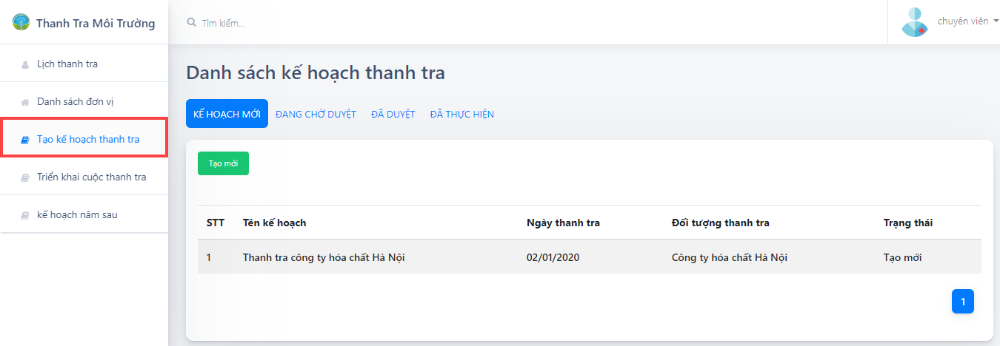 Thanh Tra Môi Trường
Tìm kiếm...
chuyên viên
Lịch thanh tra
Danh sách đơn vị
Tạo kế hoạch thanh tra
Triển khai cuộc thanh tra
kế hoạch năm sau
Danh sách kế hoạch thanh tra
KẾ HOẠCH MỚI ĐANG CHỜ DUYỆT ĐÃ DUYỆT ĐÃ THỰC HIỆN
Tạo mới
STT Tên kế hoạch Ngày thanh tra Đối tượng thanh tra Trạng thái
1 Thanh tra công ty hóa chất Hà Nội 02/01/2020 Công ty hóa chất Hà Nội Tạo mới
1